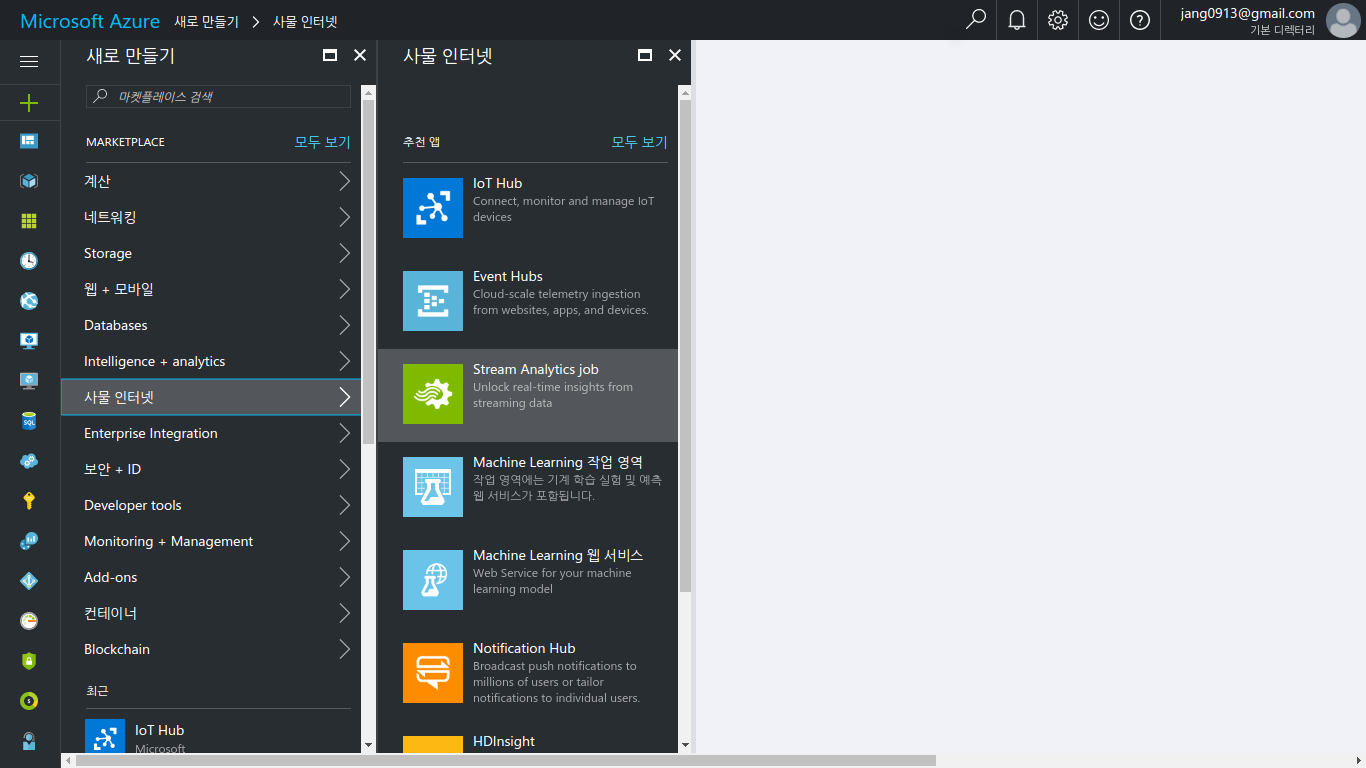 Microsoft Azure 새로 만들기 > 사물 인터넷
jang0913@gmail.com
기본 디렉터리
새로 만들기
마켓플레이스 검색
MARKETPLACE 모두 보기
계산
네트워킹
Storage
웹 + 모바일
Databases
Intelligence + analytics
사물 인터넷
Enterprise Integration
보안 + ID
Developer tools
Monitoring + Management
Add-ons
컨테이너
Blockchain
최근
IoT Hub
Microsoft
사물 인터넷
추천 앱 모두 보기
IoT Hub
Connect, monitor and manage IoT
devices
Event Hubs
Cloud-scale telemetry ingestion
from websites, apps, and devices.
Stream Analytics job
Unlock real-time insights from
streaming data
Machine Learning 작업 영역
작업 영역에는 기계 학습 실험 및 예측
웹 서비스가 포함됩니다.
Machine Learning 웹 서비스
Web Service for your machine
learning model
Notification Hub
Broadcast push notifications to
millions of users or tailor
notifications to individual users.
HDInsight
SQL